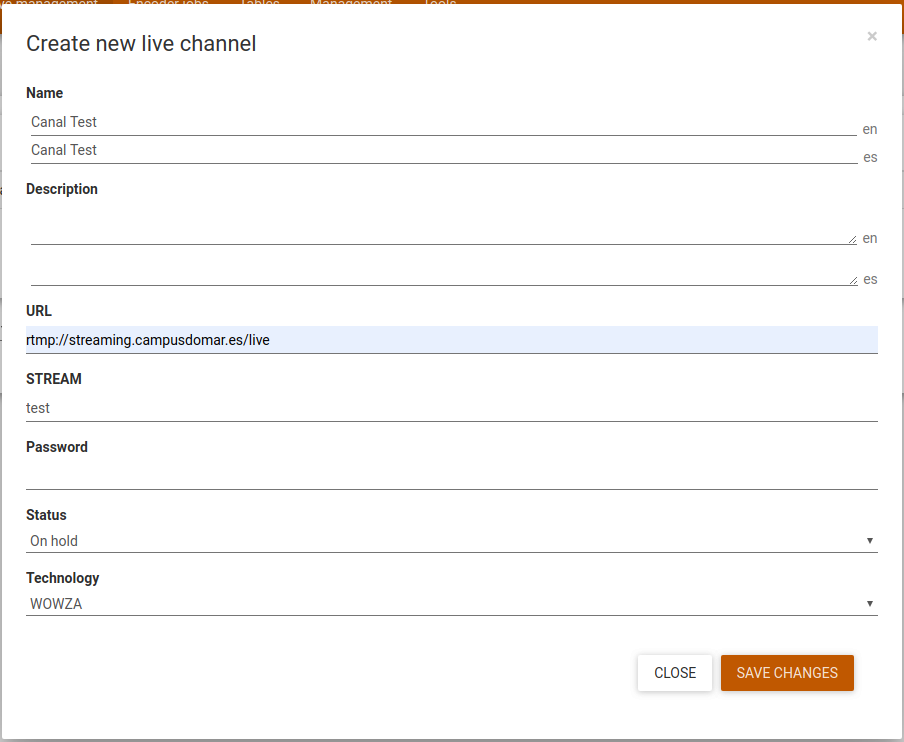 management Encoder jobs Tables Management Tools
Create new live channel ×
Name
Canal Test en
Canal Test es
Description
en
es
URL
rtmp://streaming.campusdomar.es/live
STREAM
test
Password
Status
On hold
Technology
WOWZA
CLOSE SAVE CHANGES